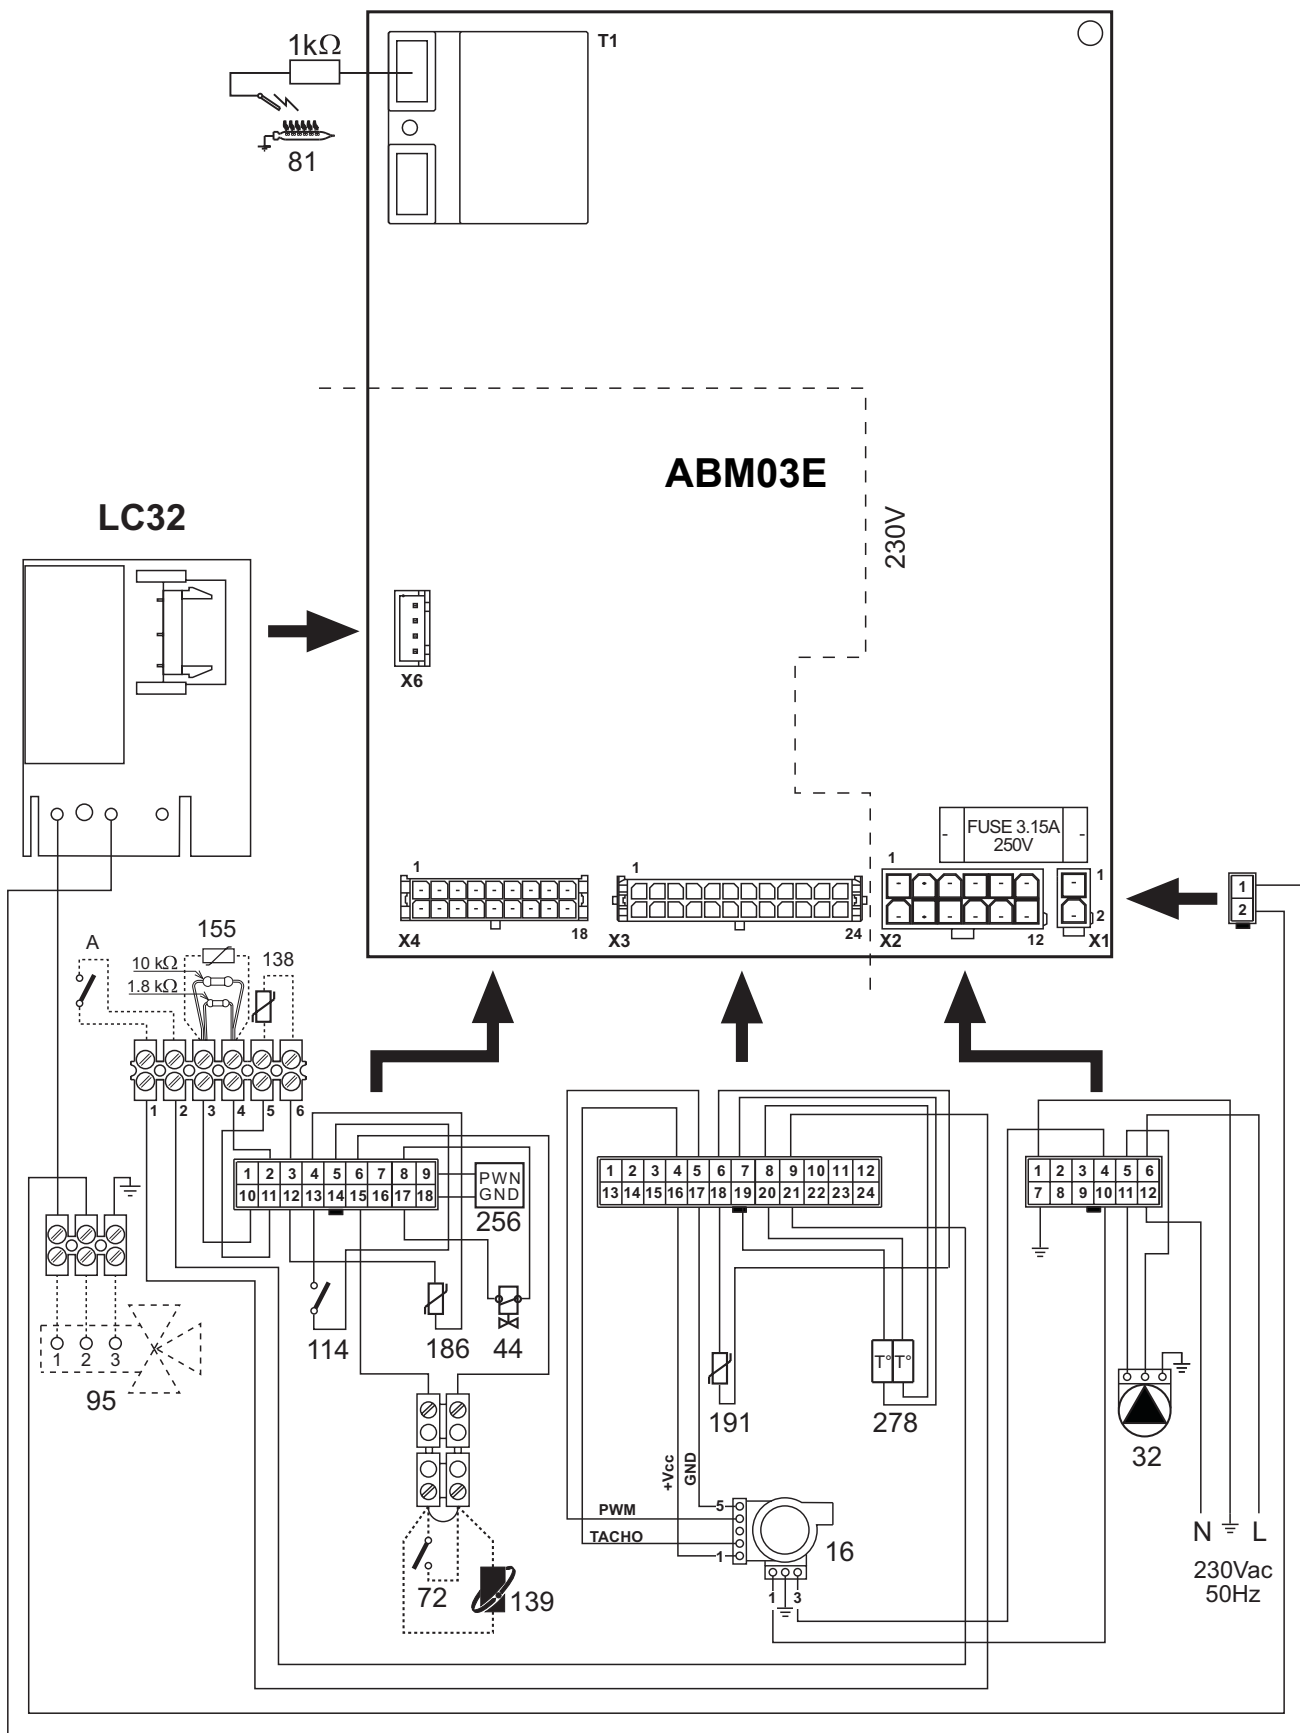 1kΩ
T1
81
ABM03E
230V
LC32
X6
FUSE 3.15A
250V
1
1
1
1
1
2
2
X4
18
X3
24
X2
12
X1
A
155
138
10 kΩ
1.8 kΩ
1 2 3 4 5 6
1 2 3 4 5 6 7 8 9
10 11 12 13 14 15 16 17 18
PWN
GND
256
1 2 3 4 5 6 7 8 9 10 11 12
13 14 15 16 17 18 19 20 21 22 23 24
1 2 3 4 5 6
7 8 9 10 11 12
114
186
44
1 2 3
95
T° T°
191
278
32
+Vcc
GND
PWM
TACHO
5
1
16
1 3
72
139
N L
230Vac
50Hz